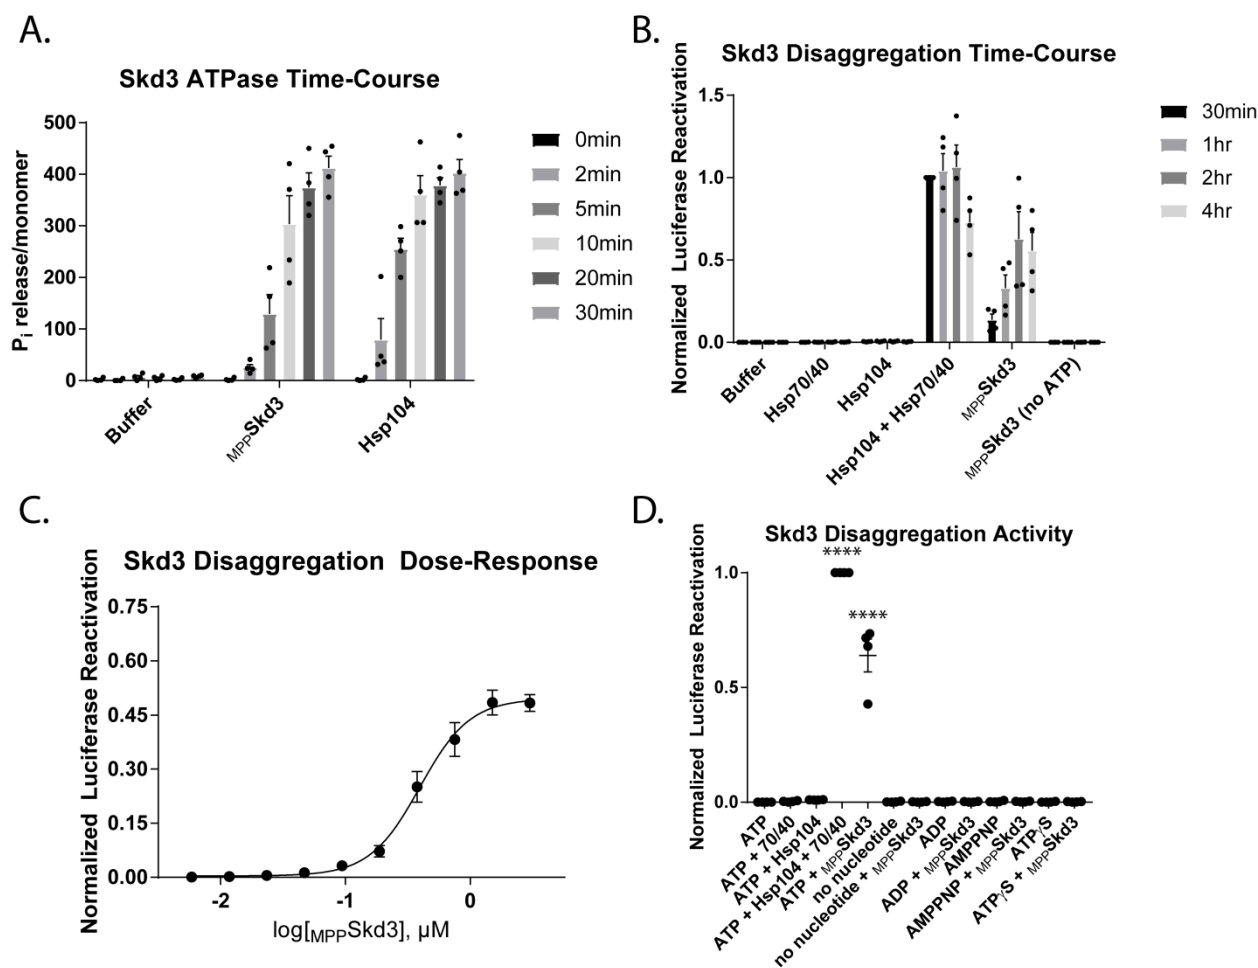 A.
Skd3 ATPase Time-Course
Pi release/monomer
500
400
300
200
100
0
Buffer
MPPSkd3
Hsp104
0min
2min
5min
10min
20min
30min
B.
Skd3 Disaggregation Time-Course
Normalized Luciferase Reactivation
1.5
1.0
0.5
0.0
Buffer
Hsp70/40
Hsp104
Hsp104 + Hsp70/40
MPPSkd3
MPPSkd3 (no ATP)
30min
1hr
2hr
4hr
C.
Skd3 Disaggregation Dose-Response
Normalized Luciferase Reactivation
0.75
0.60
0.45
0.30
0.15
0.00
-2
-1
0
log[MPPSkd3], μM
D.
Skd3 Disaggregation Activity
Normalized Luciferase Reactivation
1.0
0.5
0.0
****
****
ATP
ATP + 70/40
ATP + Hsp104
ATP + Hsp104 + 70/40
ATP + MPPSkd3
no nucleotide
no nucleotide + MPPSkd3
ADP
ADP + MPPSkd3
AMPPNP
AMPPNP + MPPSkd3
ATPγS
ATPγS + MPPSkd3